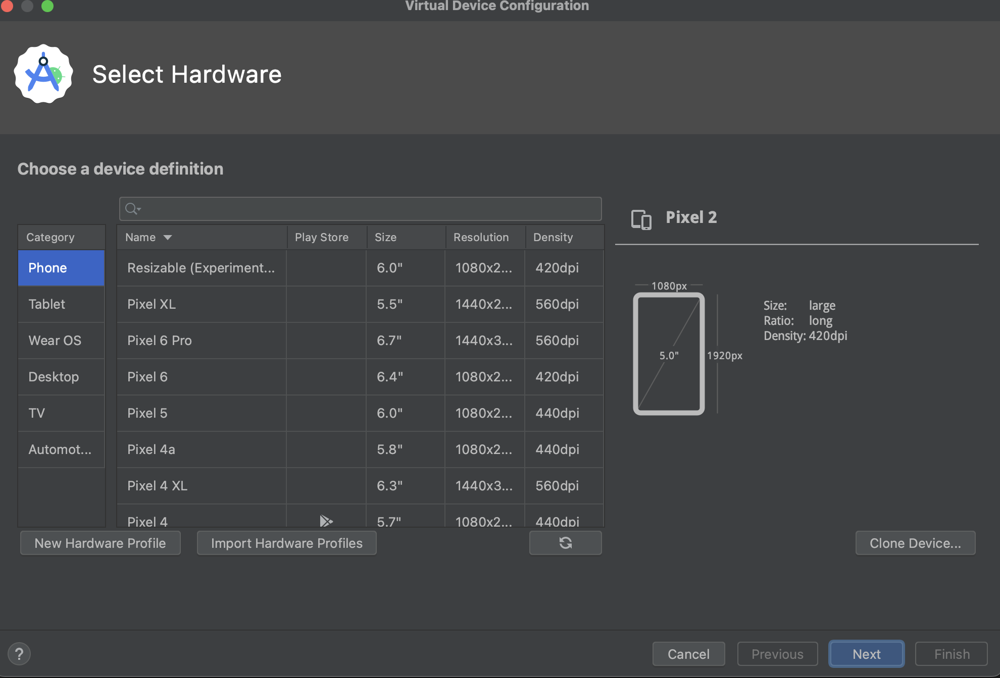 Virtual Device Configuration
Select Hardware
Choose a device definition
Category
Phone
Tablet
Wear OS
Desktop
TV
Automot...
Name Play Store Size Resolution Density
Resizable (Experiment... 6.0" 1080x2... 420dpi
Pixel XL 5.5" 1440x2... 560dpi
Pixel 6 Pro 6.7" 1440x3... 560dpi
Pixel 6 6.4" 1080x2... 420dpi
Pixel 5 6.0" 1080x2... 440dpi
Pixel 4a 5.8" 1080x2... 440dpi
Pixel 4 XL 6.3" 1440x3... 560dpi
Pixel 4 5.7" 1080x2... 440dpi
Pixel 2
1080px
5.0"
1920px
Size: large
Ratio: long
Density: 420dpi
New Hardware Profile Import Hardware Profiles Clone Device...
? Cancel Previous Next Finish